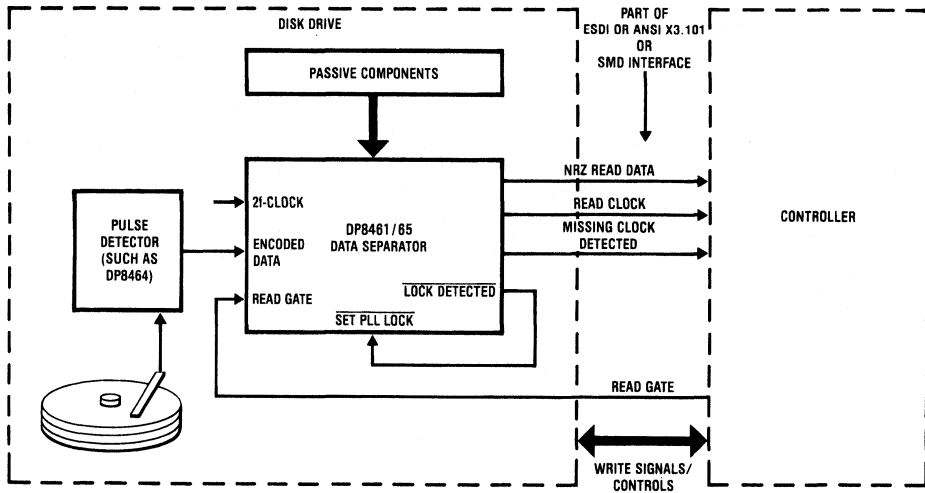 DISK DRIVE
PART OF
ESDI OR ANSI X3.101
OR
SMD INTERFACE
PASSIVE COMPONENTS
PULSE
DETECTOR
(SUCH AS
DP8464)
2f-CLOCK
ENCODED
DATA
READ GATE
DP8461/65
DATA SEPARATOR
LOCK DETECTED
SET PLL LOCK
NRZ READ DATA
READ CLOCK
MISSING CLOCK
DETECTED
CONTROLLER
READ GATE
WRITE SIGNALS/
CONTROLS